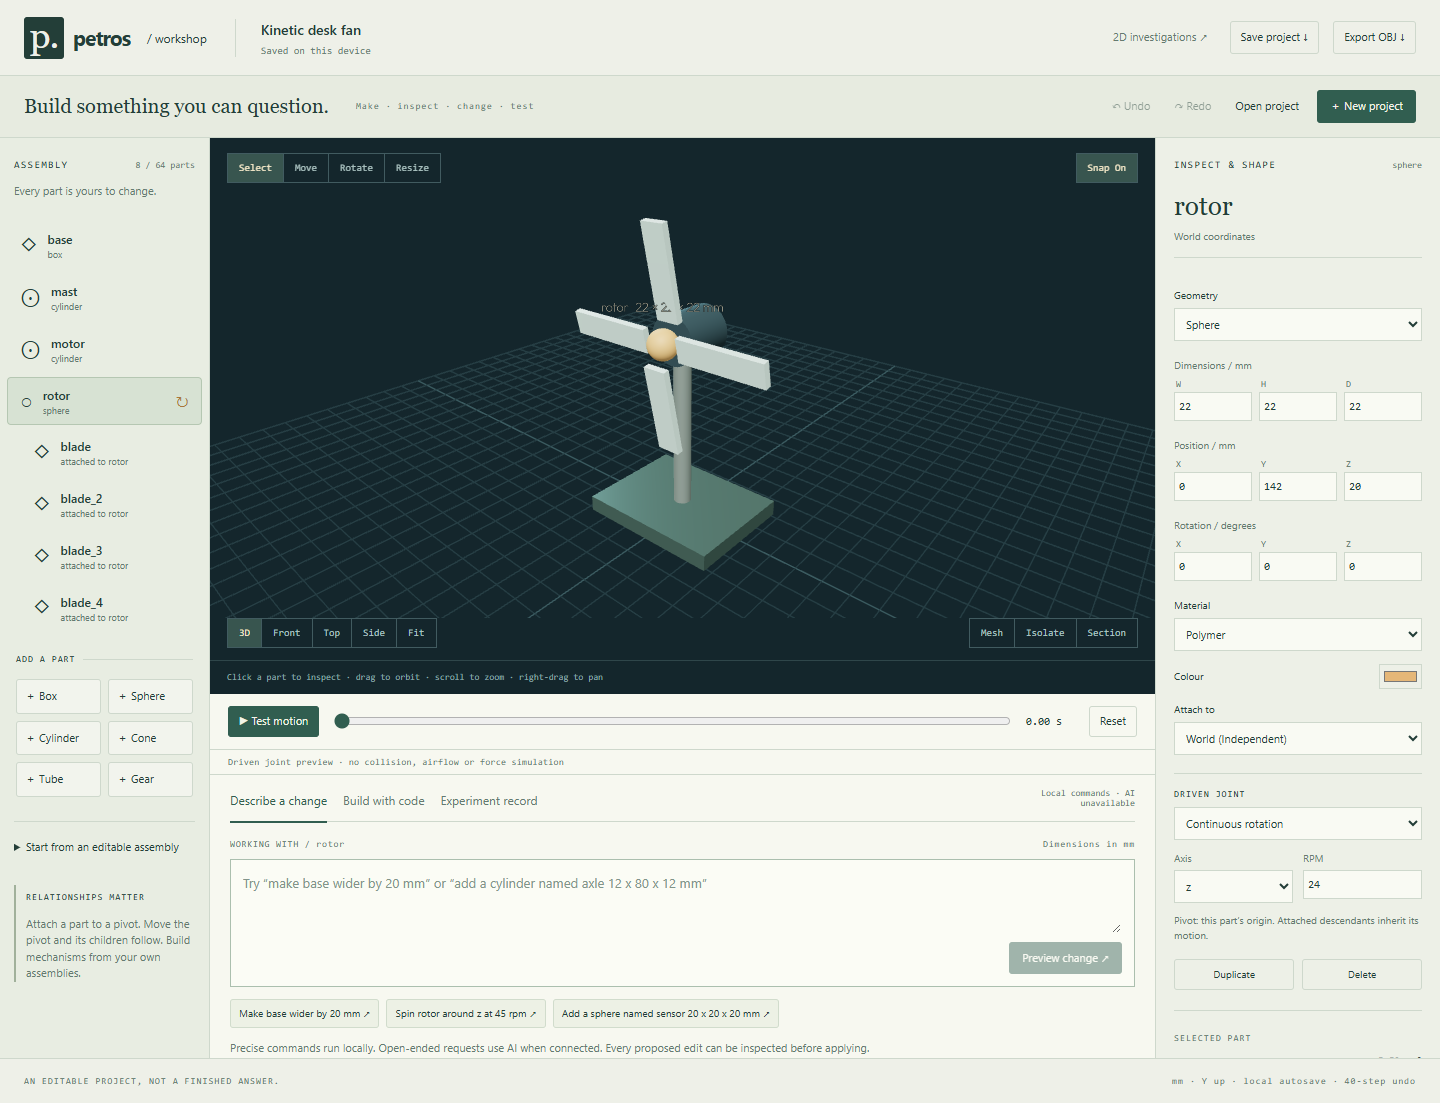 p. petros / workshop
Kinetic desk fan
Saved on this device
2D investigations ↗
Save project ↓
Export OBJ ↓
Build something you can question.
Make · inspect · change · test
↶ Undo
↷ Redo
Open project
+ New project
ASSEMBLY
8 / 64 parts
Every part is yours to change.
base
box
mast
cylinder
motor
cylinder
rotor
sphere
↻
blade
attached to rotor
blade_2
attached to rotor
blade_3
attached to rotor
blade_4
attached to rotor
ADD A PART
+ Box
+ Sphere
+ Cylinder
+ Cone
+ Tube
+ Gear
▶ Start from an editable assembly
RELATIONSHIPS MATTER
Attach a part to a pivot. Move the
pivot and its children follow. Build
mechanisms from your own
assemblies.
Select
Move
Rotate
Resize
Snap On
rotor 22 x 22 mm
3D
Front
Top
Side
Fit
Mesh
Isolate
Section
Click a part to inspect · drag to orbit · scroll to zoom · right-drag to pan
▶ Test motion
0.00 s
Reset
Driven joint preview · no collision, airflow or force simulation
Describe a change
Build with code
Experiment record
Local commands · AI
unavailable
WORKING WITH / rotor
Dimensions in mm
Try “make base wider by 20 mm” or “add a cylinder named axle 12 x 80 x 12 mm”
Preview change ↗
Make base wider by 20 mm ↗
Spin rotor around z at 45 rpm ↗
Add a sphere named sensor 20 x 20 x 20 mm ↗
Precise commands run locally. Open-ended requests use AI when connected. Every proposed edit can be inspected before applying.
INSPECT & SHAPE
sphere
rotor
World coordinates
Geometry
Sphere
Dimensions / mm
W H D
22 22 22
Position / mm
X Y Z
0 142 20
Rotation / degrees
X Y Z
0 0 0
Material
Polymer
Colour
Attach to
World (Independent)
DRIVEN JOINT
Continuous rotation
Axis
RPM
z
24
Pivot: this part's origin. Attached descendants inherit its
motion.
Duplicate
Delete
SELECTED PART
AN EDITABLE PROJECT, NOT A FINISHED ANSWER.
mm · Y up · local autosave · 40-step undo